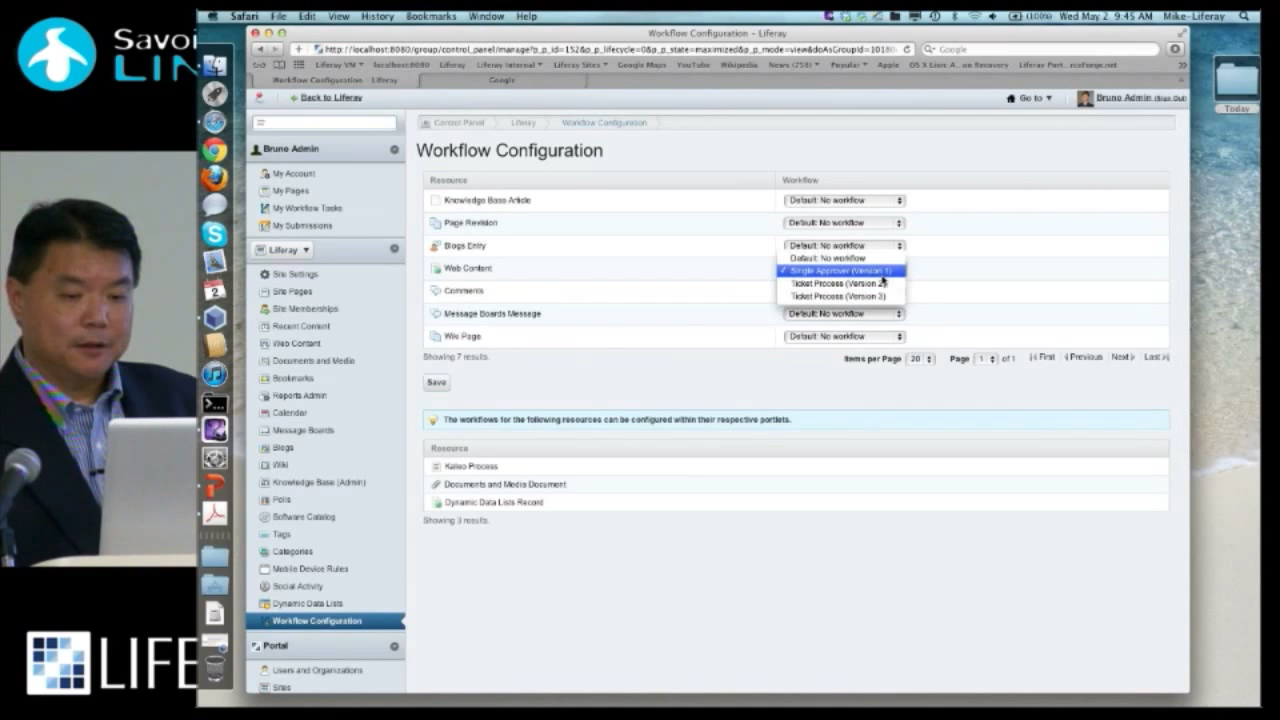 Savoi
LIN
Safari File Edit View History Bookmarks Window Help
(100%) Wed May 2 9:45 AM Mike-Liferay
Workflow Configuration – Liferay
Google
Liferay VM localhost:8080 Liferay Liferay Internal Liferay Sites Google Maps YouTube Wikipedia News (258) Popular Apple
Workflow Configuration - Liferay Google
Back to Liferay Go to Bruno Admin (Sign Out)
Today
Control Panel Liferay Workflow Configuration
Bruno Admin
Workflow Configuration
My Account
My Pages
My Workflow Tasks
My Submissions
Liferay
Site Settings
Site Pages
Site Memberships
Recent Content
Web Content
Documents and Media
Bookmarks
Reports Admin
Calendar
Message Boards
Blogs
Wiki
Knowledge Base (Admin)
Polls
Software Catalog
Tags
Categories
Mobile Device Rules
Social Activity
Dynamic Data Lists
Workflow Configuration
Portal
Users and Organizations
Sites
Resource Workflow
Knowledge Base Article Default: No workflow
Page Revision Default: No workflow
Blogs Entry Default: No workflow
Default: No workflow
Web Content Single Approver (Version 1)
Ticket Process (Version 2)
Comments Ticket Process (Version 3)
Message Boards Message Default: No workflow
Wiki Page Default: No workflow
Showing 7 results. Items per Page 20 Page 1 of 1 First Previous Next Last
Save
The workflows for the following resources can be configured within their respective portlets.
Resource
Kaleo Process
Documents and Media Document
Dynamic Data Lists Record
Showing 3 results.
LIFE